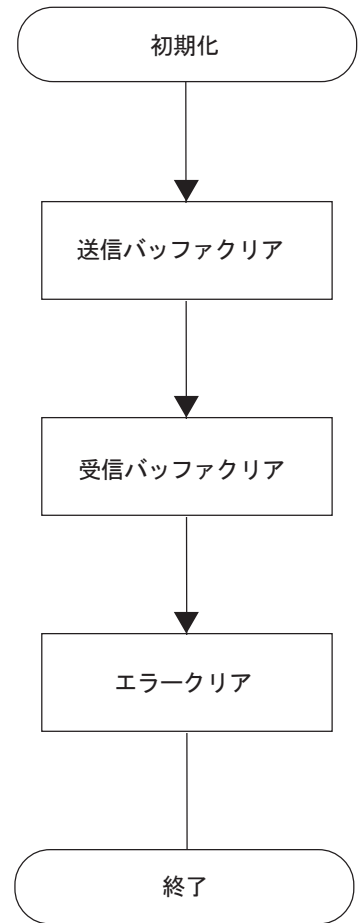 初期化
送信バッファクリア
受信バッファクリア
エラークリア
終了